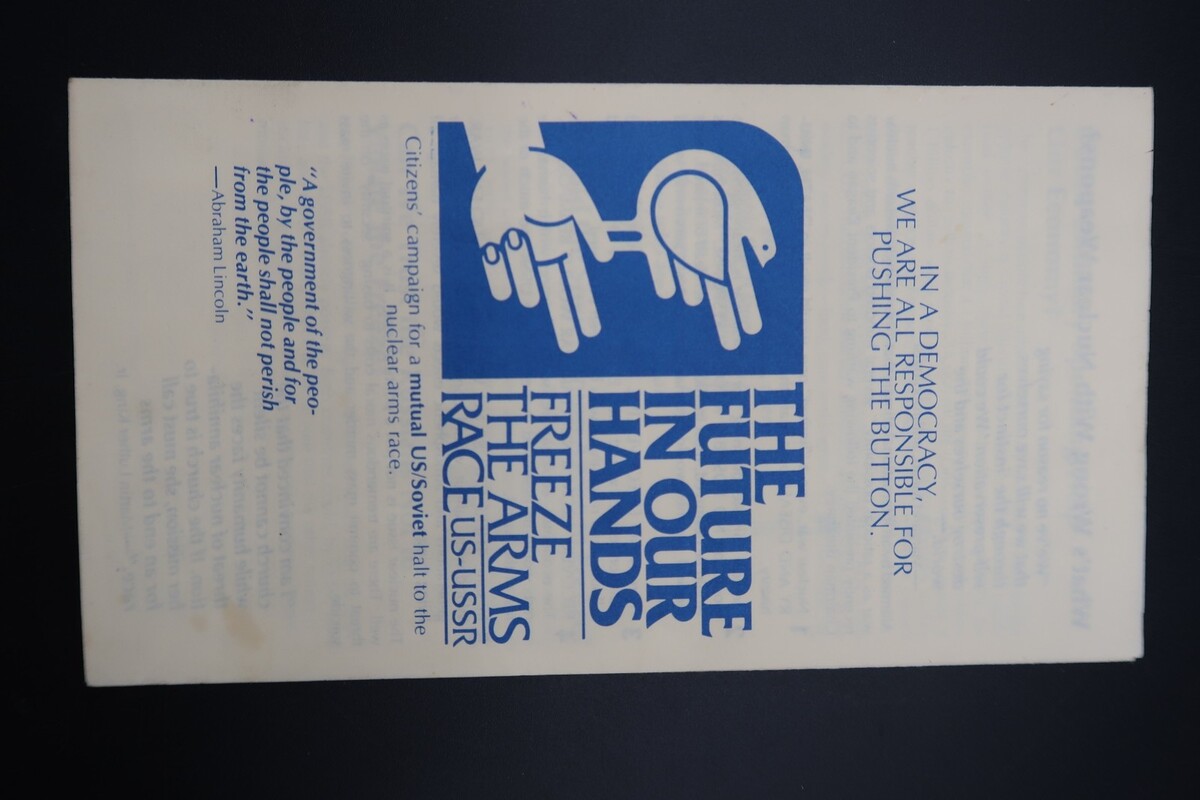 IN A DEMOCRACY,
WE ARE ALL RESPONSIBLE FOR
PUSHING THE BUTTON.
THE
FUTURE
IN OUR
HANDS
FREEZE
THE ARMS
RACE US-USSR
Citizens’ campaign for a mutual US/Soviet halt to the
nuclear arms race.
“A government of the peo-
ple, by the people and for
the people shall not perish
from the earth.”
—Abraham Lincoln